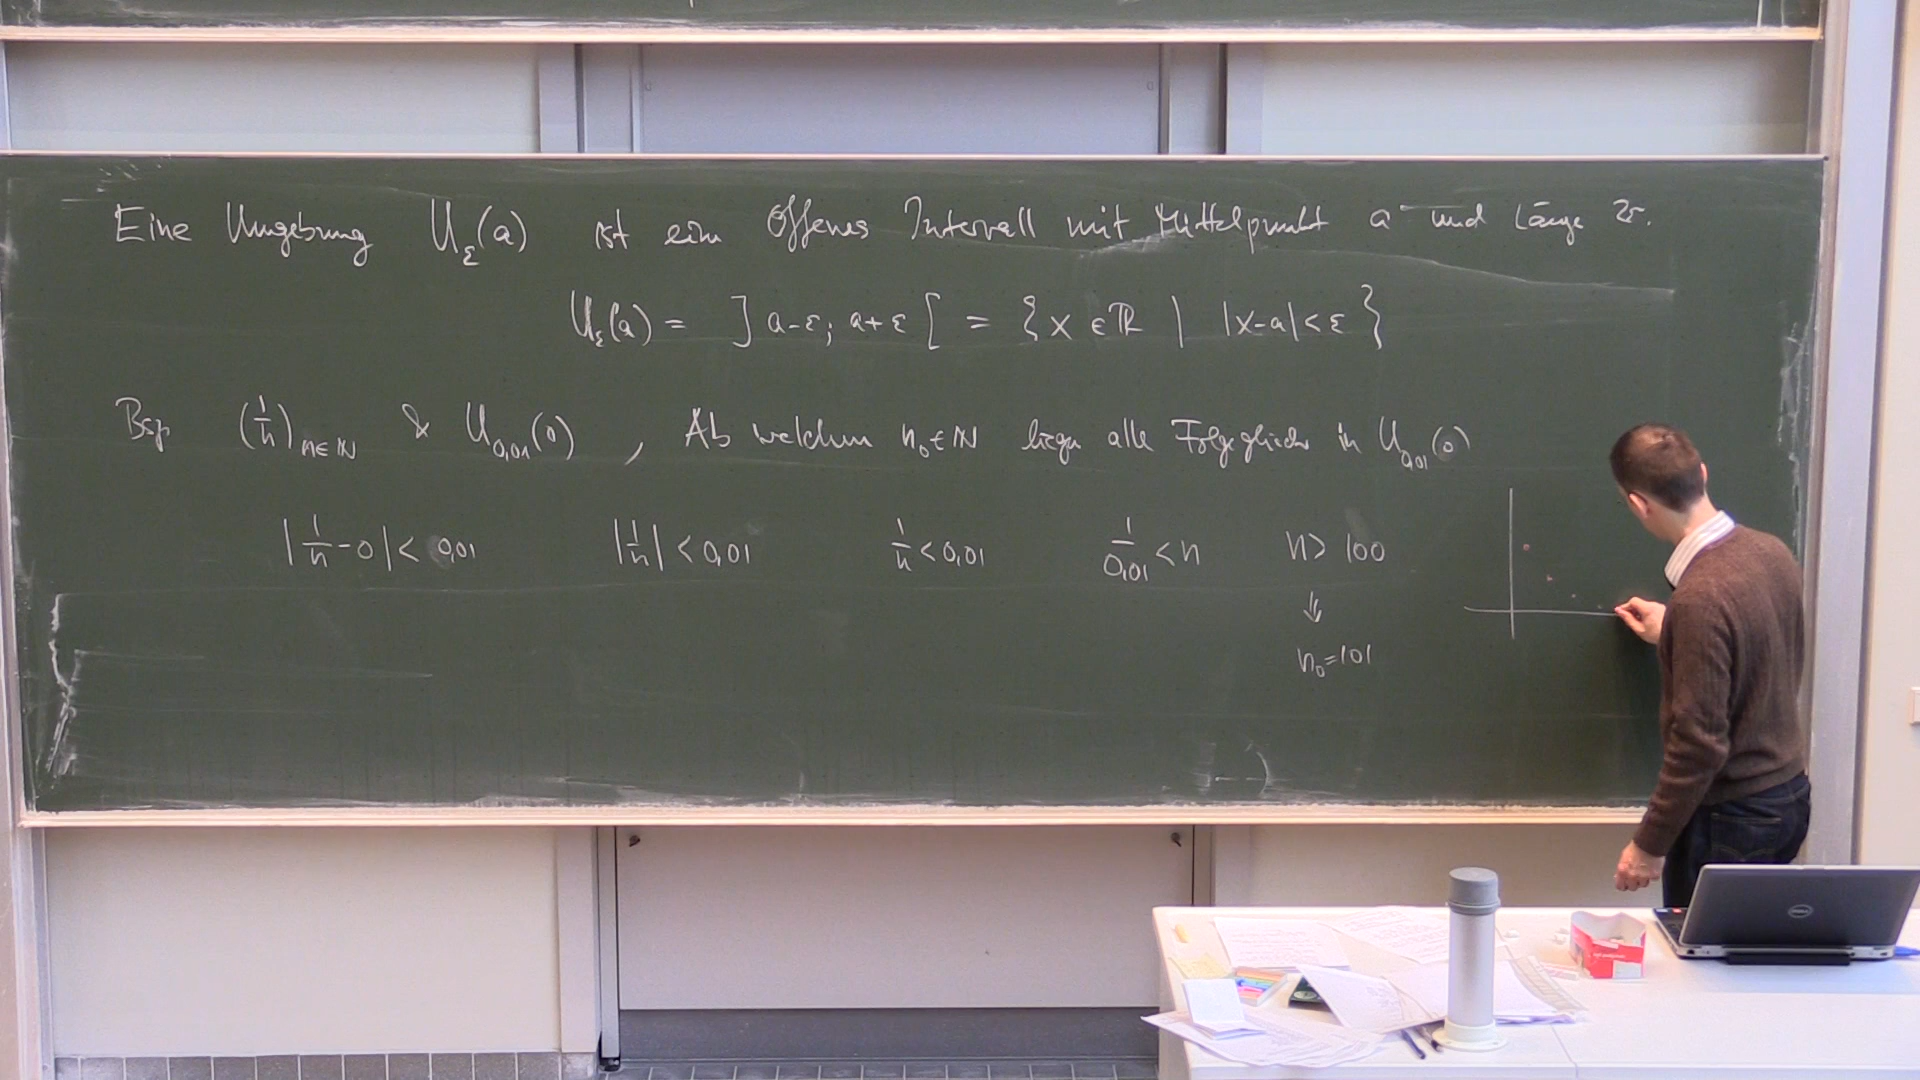 Eine Umgebung U_ε(a) ist ein Offenes Intervall mit Mittelpunkt a und Länge 2ε.
U_ε(a) = ]a-ε; a+ε[ = {x ∈ ℝ | |x-a| < ε}
Bsp (1/n)_{n∈ℕ} & U_{0,01}(0), Ab welchem n₀∈ℕ liegen alle Folgeglieder in U_{0,01}(0)
|1/n - 0| < 0,01 |1/n| < 0,01 1/n < 0,01 1/0,01 < n n > 100
⇓
n₀=101
DELL